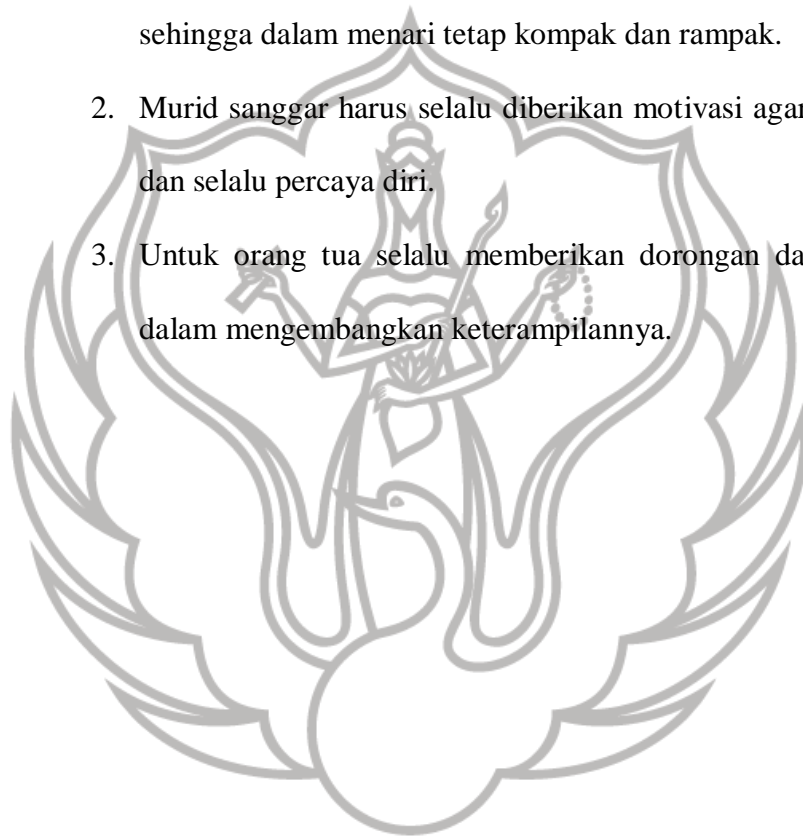 sehingga dalam menari tetap kompak dan rampak.
2. Murid sanggar harus selalu diberikan motivasi agar
dan selalu percaya diri.
3. Untuk orang tua selalu memberikan dorongan da
dalam mengembangkan keterampilannya.